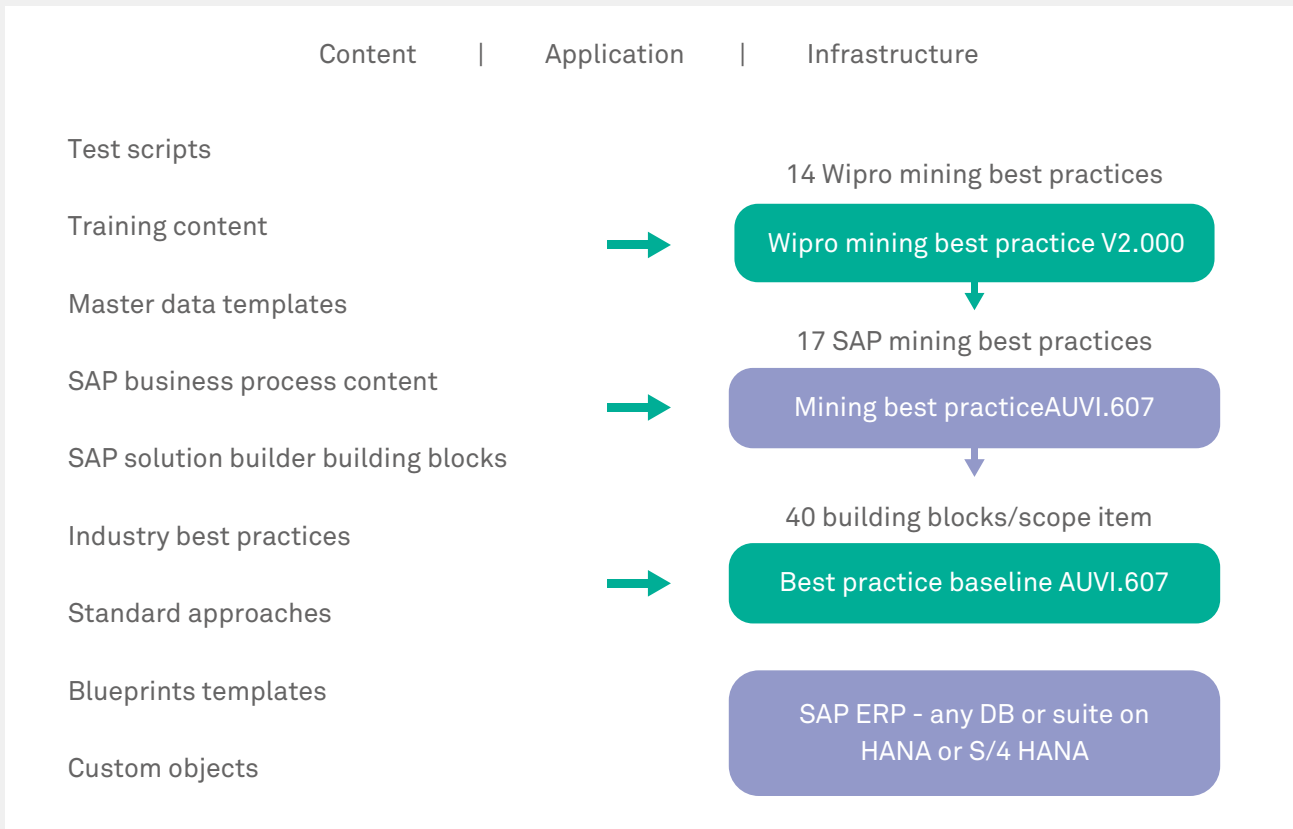 Content | Application | Infrastructure
Test scripts
Training content
Master data templates
SAP business process content
SAP solution builder building blocks
Industry best practices
Standard approaches
Blueprints templates
Custom objects
14 Wipro mining best practices
Wipro mining best practice V2.000
17 SAP mining best practices
Mining best practiceAUVI.607
40 building blocks/scope item
Best practice baseline AUVI.607
SAP ERP - any DB or suite on
HANA or S/4 HANA